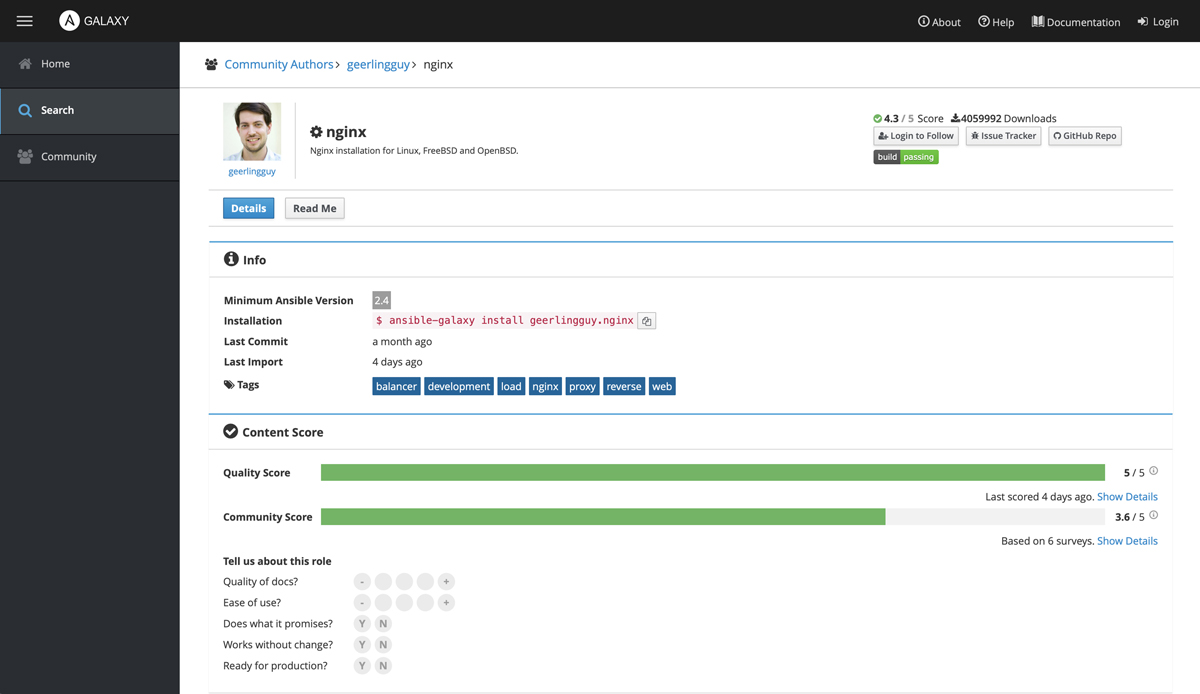 A GALAXY
About Help Documentation Login
Home
Search
Community
Community Authors› geerlingguy› nginx
geerlingguy
nginx
Nginx installation for Linux, FreeBSD and OpenBSD.
4.3 / 5 Score 4059992 Downloads
Login to Follow Issue Tracker GitHub Repo
build passing
Details Read Me
Info
Minimum Ansible Version 2.4
Installation $ ansible-galaxy install geerlingguy.nginx
Last Commit a month ago
Last Import 4 days ago
Tags balancer development load nginx proxy reverse web
Content Score
Quality Score 5 / 5
Last scored 4 days ago. Show Details
Community Score 3.6 / 5
Based on 6 surveys. Show Details
Tell us about this role
Quality of docs? - +
Ease of use? - +
Does what it promises? Y N
Works without change? Y N
Ready for production? Y N